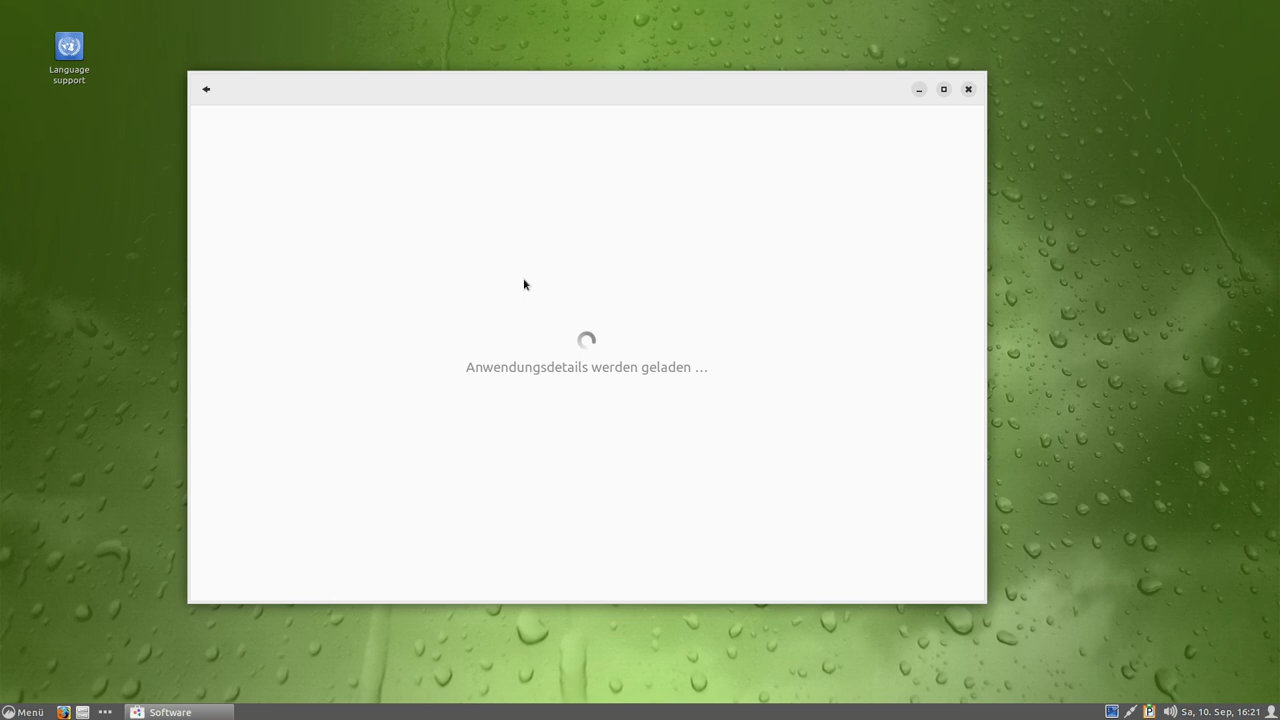 Language
support
Anwendungsdetails werden geladen …
Menü
Software
Sa, 10. Sep, 16:21